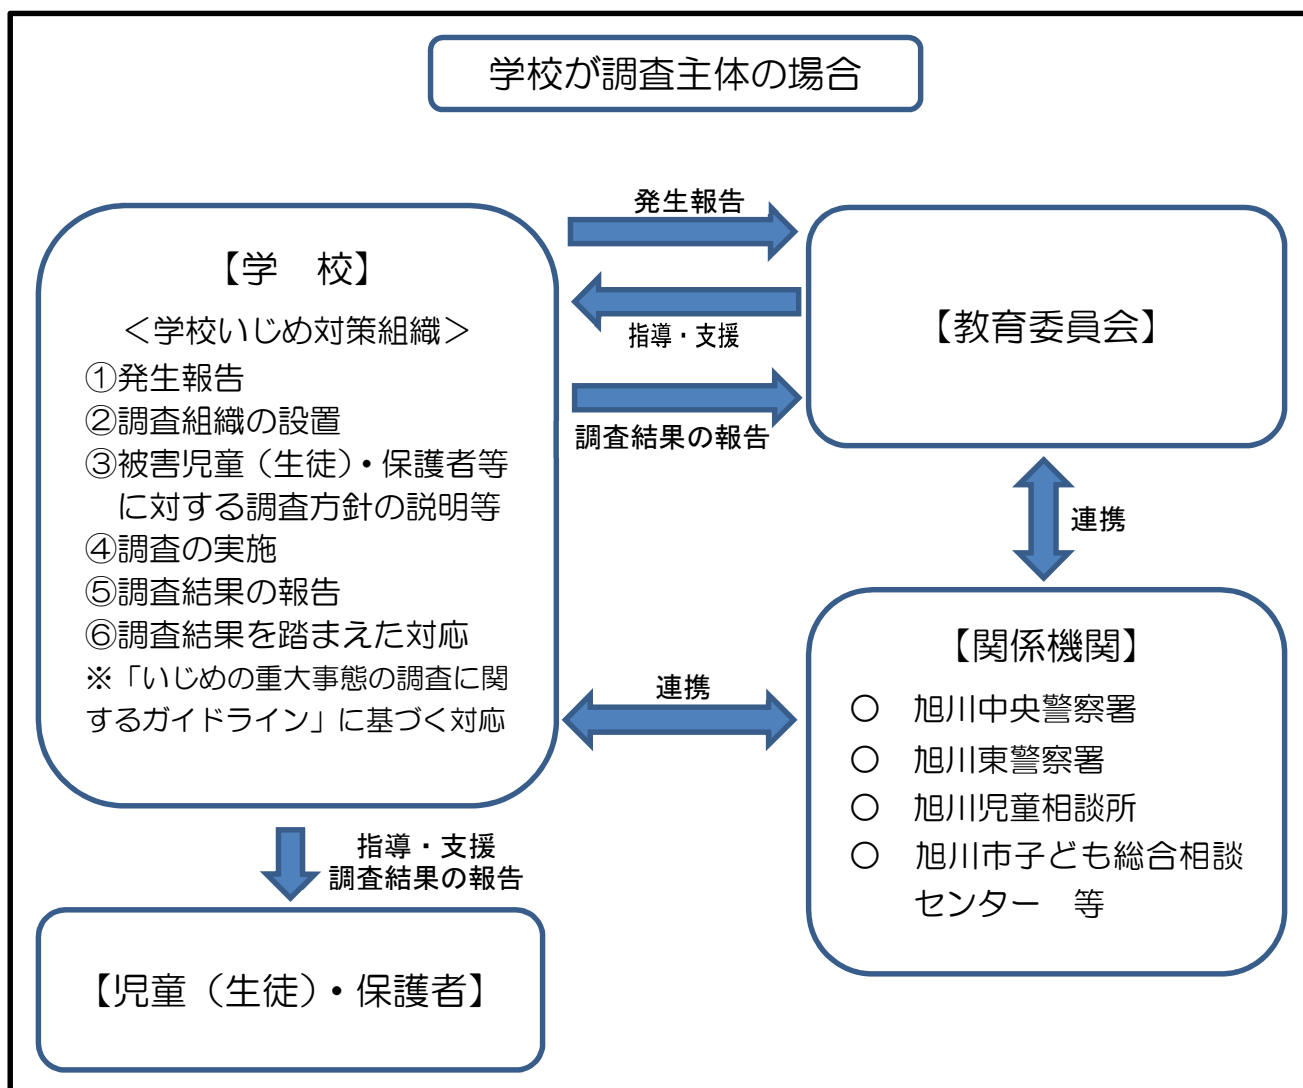 学校が調査主体の場合
【学　校】
＜学校いじめ対策組織＞
①発生報告
②調査組織の設置
③被害児童（生徒）・保護者等
に対する調査方針の説明等
④調査の実施
⑤調査結果の報告
⑥調査結果を踏まえた対応
※「いじめの重大事態の調査に関
するガイドライン」に基づく対応
発生報告
指導・支援
調査結果の報告
【教育委員会】
連携
連携
【関係機関】
○　旭川中央警察署
○　旭川東警察署
○　旭川児童相談所
○　旭川市子ども総合相談
センター　等
指導・支援
調査結果の報告
【児童（生徒）・保護者】